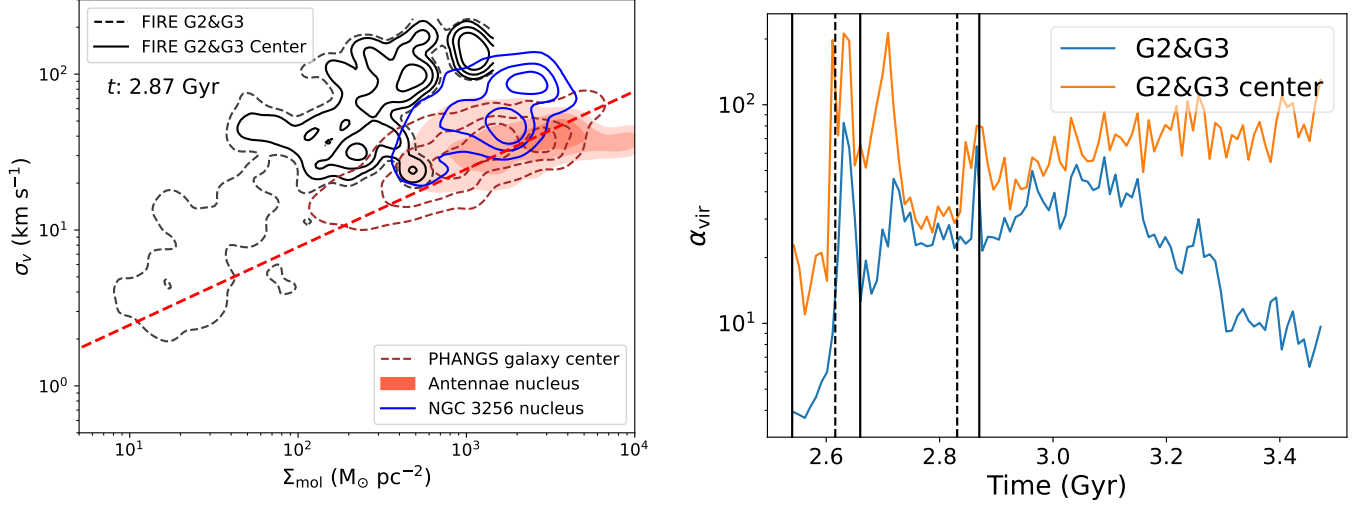 FIRE G2&G3
FIRE G2&G3 Center
t: 2.87 Gyr
10²
10¹
10⁰
σᵥ (km s⁻¹)
PHANGS galaxy center
Antennae nucleus
NGC 3256 nucleus
10¹ 10² 10³ 10⁴
Σmol (M⊙ pc⁻²)
G2&G3
G2&G3 center
10²
10¹
αvir
2.6 2.8 3.0 3.2 3.4
Time (Gyr)